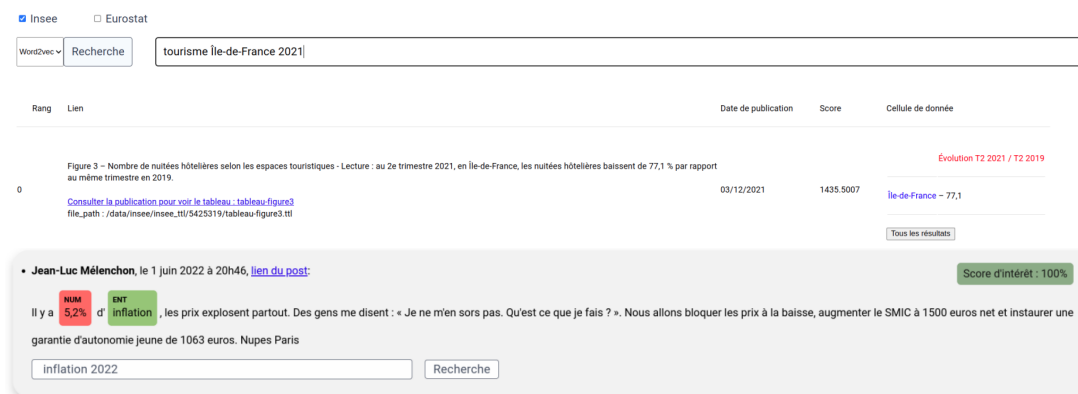 Insee Eurostat
Word2vec Recherche tourisme Île-de-France 2021
Rang Lien Date de publication Score Cellule de donnée
Évolution T2 2021 / T2 2019
Figure 3 – Nombre de nuitées hôtelières selon les espaces touristiques - Lecture : au 2e trimestre 2021, en Île-de-France, les nuitées hôtelières baissent de 77,1 % par rapport
au même trimestre en 2019.
0 03/12/2021 1435.5007 Île-de-France – 77,1
Consulter la publication pour voir le tableau : tableau-figure3
file_path : /data/insee/insee_ttl/5425319/tableau-figure3.ttl
Tous les résultats
• Jean-Luc Mélenchon, le 1 juin 2022 à 20h46, lien du post:
Score d'intérêt : 100%
NUM ENT
Il y a 5,2% d' inflation , les prix explosent partout. Des gens me disent : « Je ne m'en sors pas. Qu'est ce que je fais ? ». Nous allons bloquer les prix à la baisse, augmenter le SMIC à 1500 euros net et instaurer une
garantie d'autonomie jeune de 1063 euros. Nupes Paris
inflation 2022 Recherche